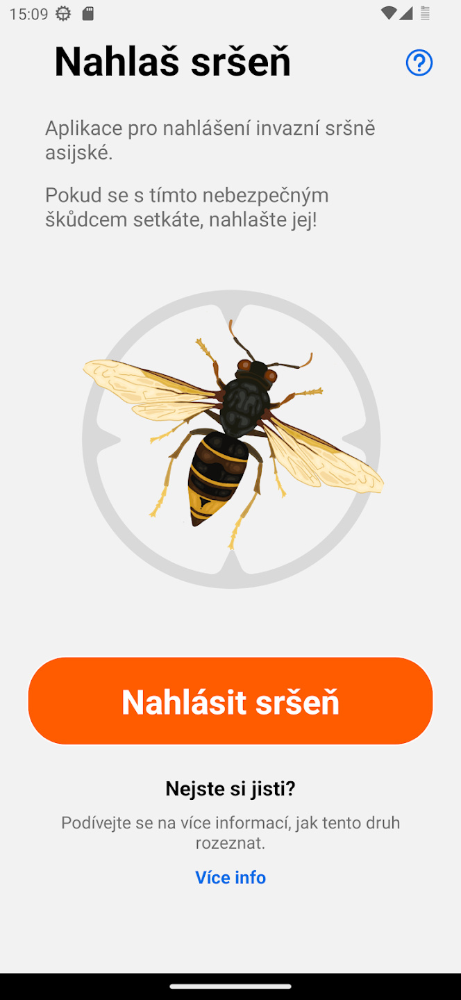 15:09
Nahlaš sršeň
Aplikace pro nahlášení invazní sršně
asijské.
Pokud se s tímto nebezpečným
škůdcem setkáte, nahlašte jej!
Nahlásit sršeň
Nejste si jisti?
Podívejte se na více informací, jak tento druh
rozeznat.
Více info